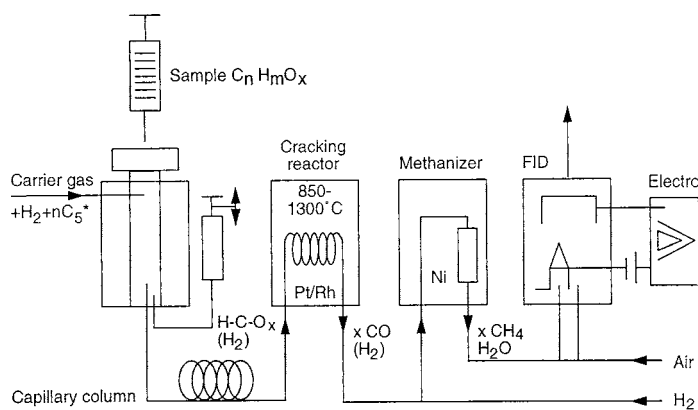 Sample CnHmOx
Carrier gas
+H2+nC5*
Cracking
reactor
850-
1300°C
Pt/Rh
Methanizer
Ni
FID
Electro
H-C-Ox
(H2)
x CO
(H2)
x CH4
H2O
Air
H2
Capillary column